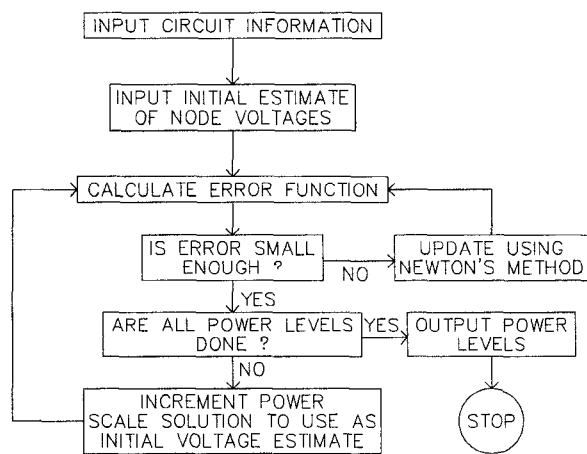 INPUT CIRCUIT INFORMATION
INPUT INITIAL ESTIMATE
OF NODE VOLTAGES
CALCULATE ERROR FUNCTION
IS ERROR SMALL
ENOUGH ?
NO
UPDATE USING
NEWTON'S METHOD
YES
ARE ALL POWER LEVELS
DONE ?
YES
OUTPUT POWER
LEVELS
NO
INCREMENT POWER
SCALE SOLUTION TO USE AS
INITIAL VOLTAGE ESTIMATE
STOP